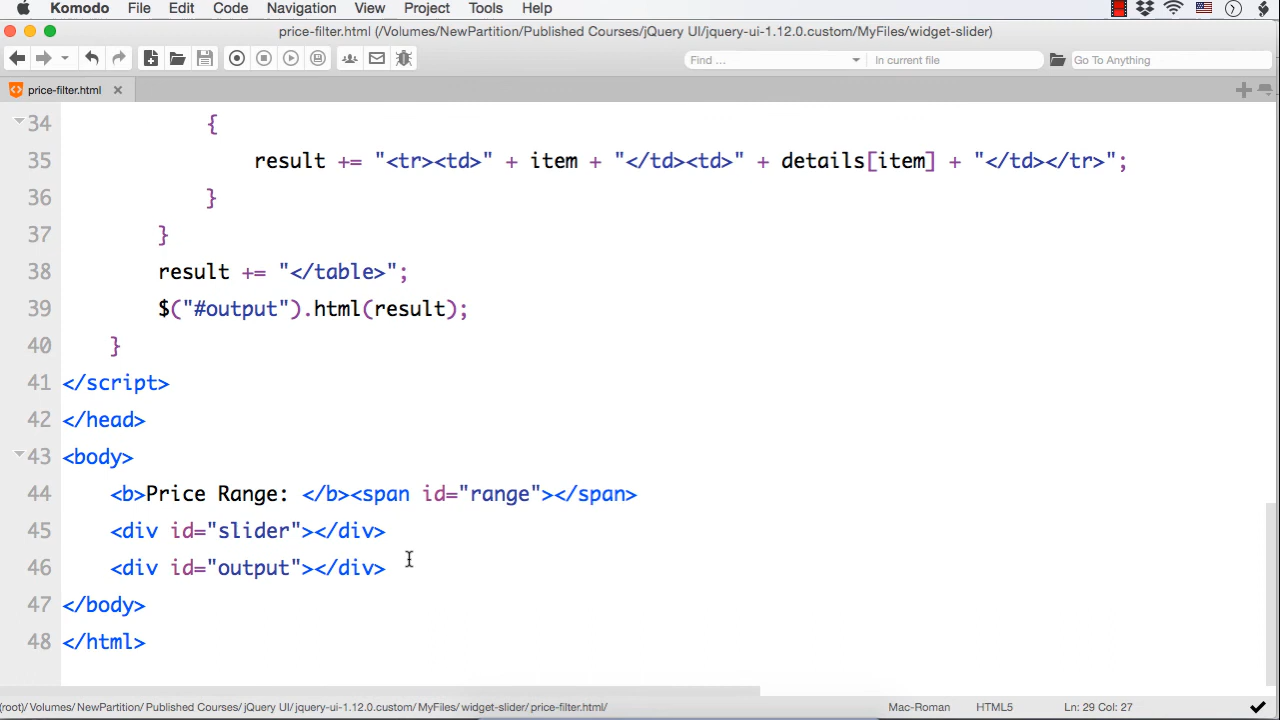 Komodo File Edit Code Navigation View Project Tools Help
price-filter.html (/Volumes/NewPartition/Published Courses/jQuery UI/jquery-ui-1.12.0.custom/MyFiles/widget-slider)
Find ... In current file Go To Anything
price-filter.html
34 {
35 result += "<tr><td>" + item + "</td><td>" + details[item] + "</td></tr>";
36 }
37 }
38 result += "</table>";
39 $("#output").html(result);
40 }
41 </script>
42 </head>
43 <body>
44 <b>Price Range: </b><span id="range"></span>
45 <div id="slider"></div>
46 <div id="output"></div>
47 </body>
48 </html>
(root)/Volumes/NewPartition/Published Courses/jQuery UI/jquery-ui-1.12.0.custom/MyFiles/widget-slider/price-filter.html/ Mac-Roman HTML5 Ln: 29 Col: 27